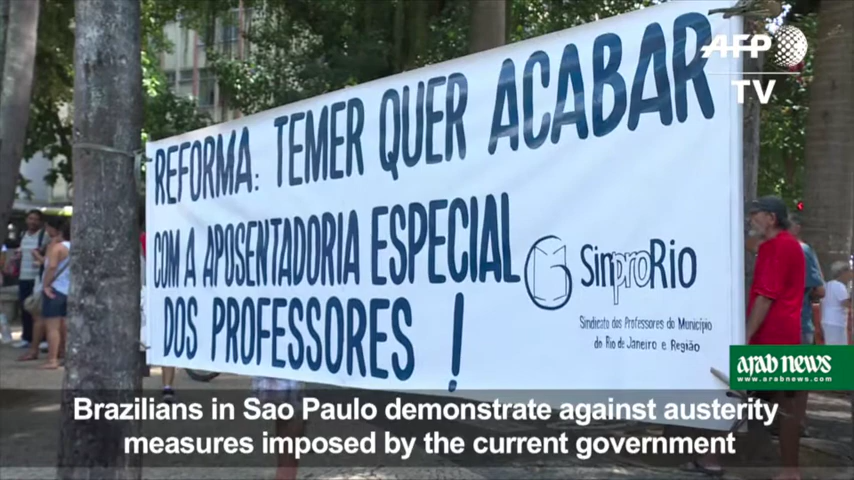 AFP
TV
REFORMA: TEMER QUER ACABAR
COM A APOSENTADORIA ESPECIAL
DOS PROFESSORES!
SinproRio
Sindicato dos Professores do Município
do Rio de Janeiro e Região
ARAB NEWS
www.arabnews.com
Brazilians in Sao Paulo demonstrate against austerity
measures imposed by the current government